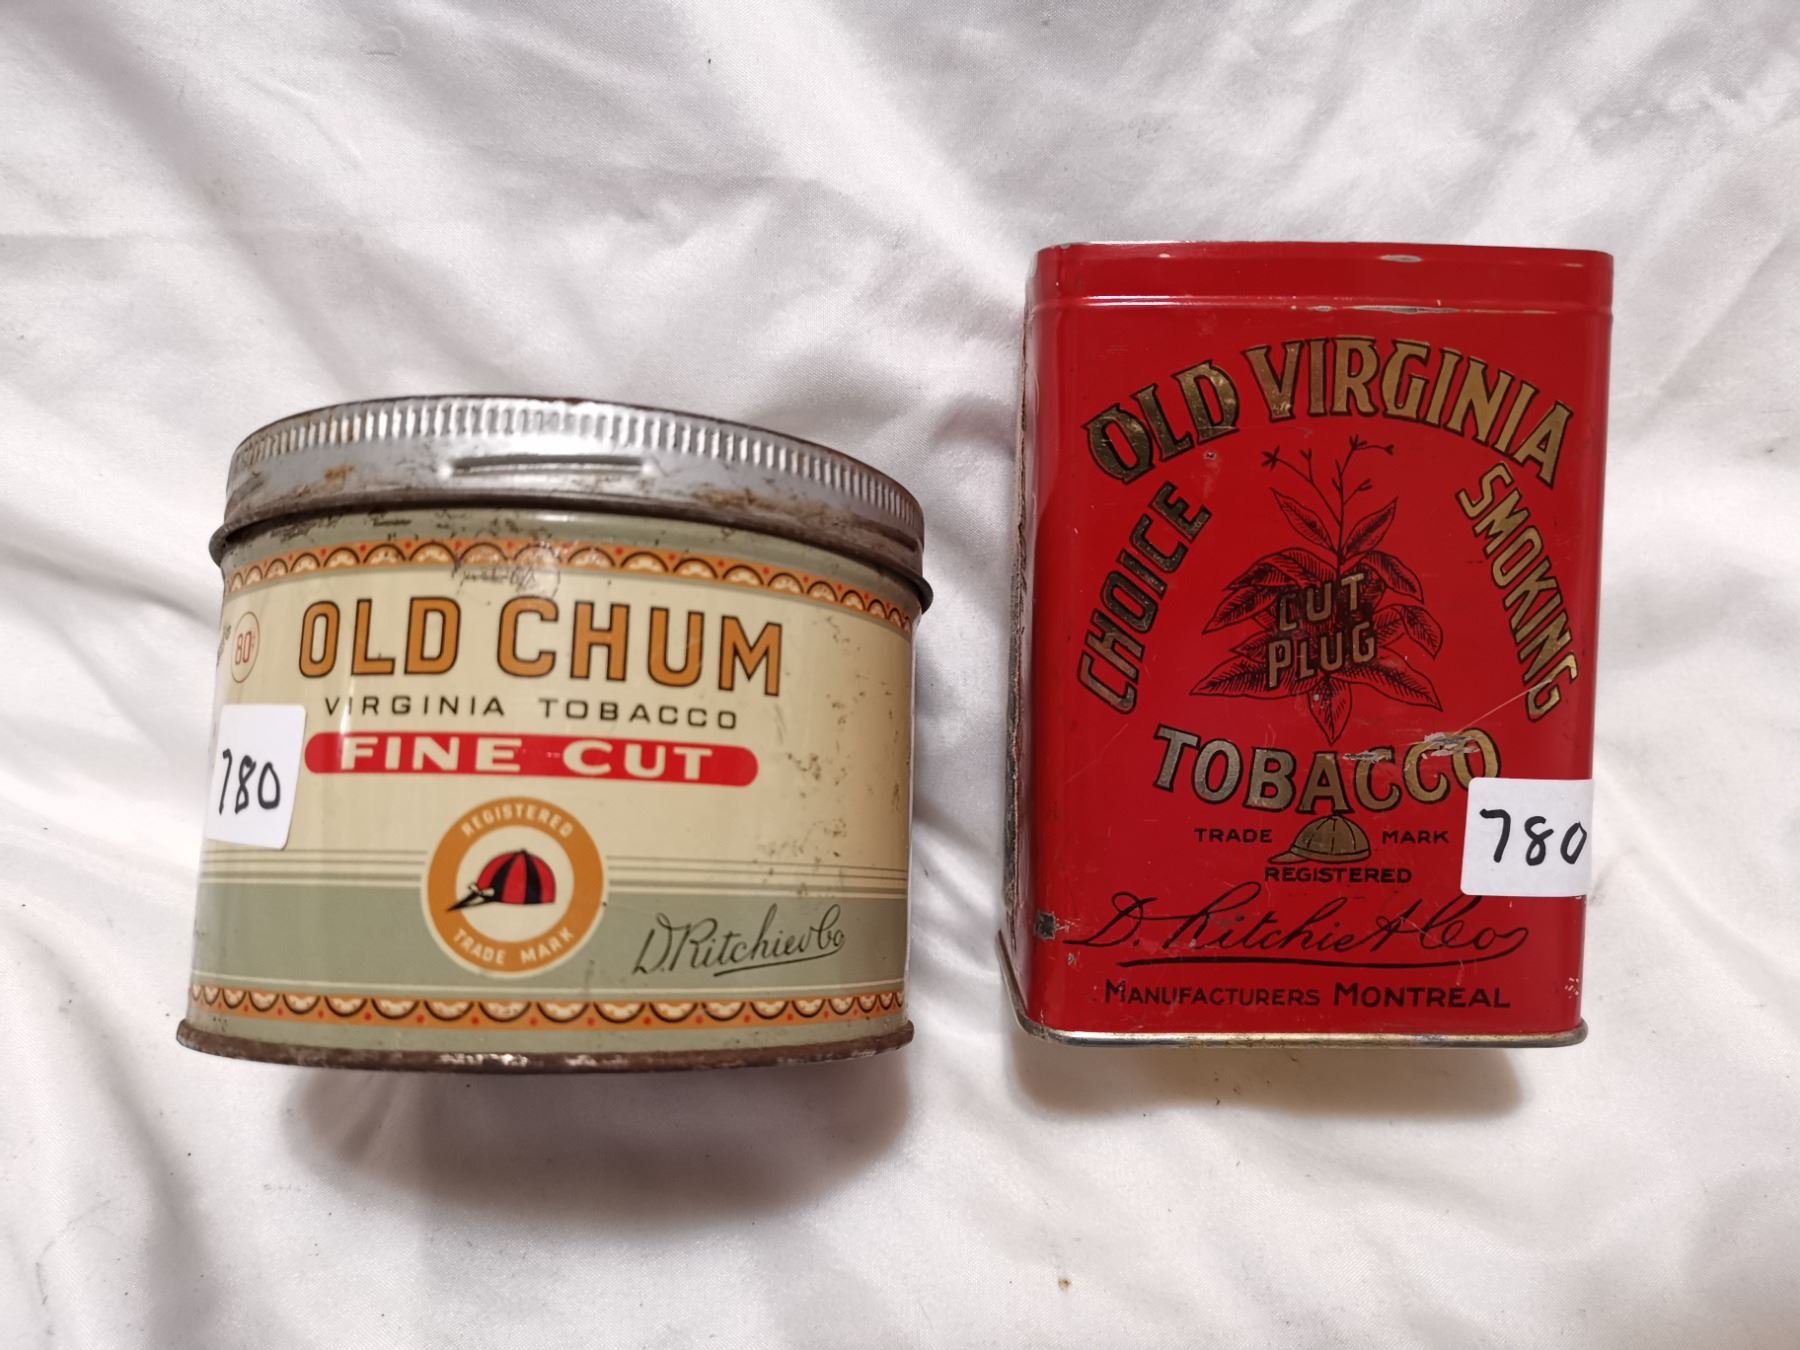 80¢
OLD CHUM
VIRGINIA TOBACCO
FINE CUT
780
REGISTERED
TRADE MARK
D. Ritchie & Co
OLD VIRGINIA
CHOICE
SMOKING
CUT
PLUG
TOBACCO
TRADE MARK
REGISTERED
780
D. Ritchie & Co
MANUFACTURERS MONTREAL